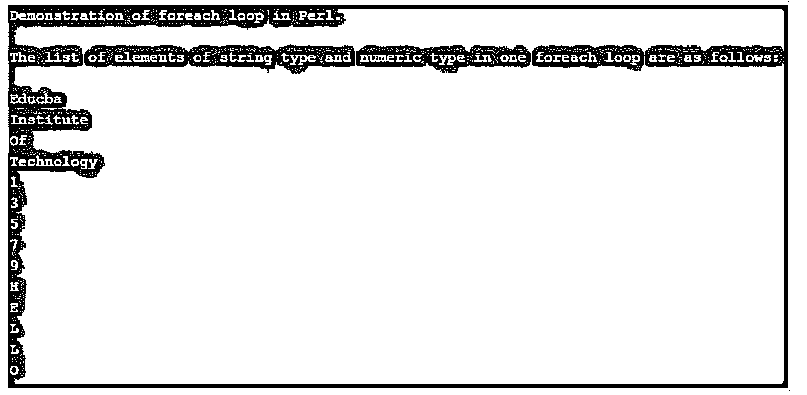 Demonstration of foreach loop in Perl.
The list of elements of string type and numeric type in one foreach loop are as follows:
Educba
Institute
Of
Technology
1
3
5
7
9
H
E
L
L
O